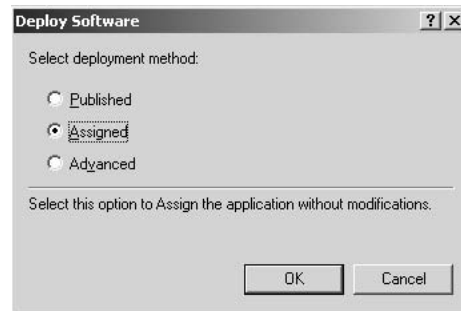 Deploy Software
Select deployment method:
Published
Assigned
Advanced
Select this option to Assign the application without modifications.
OK Cancel